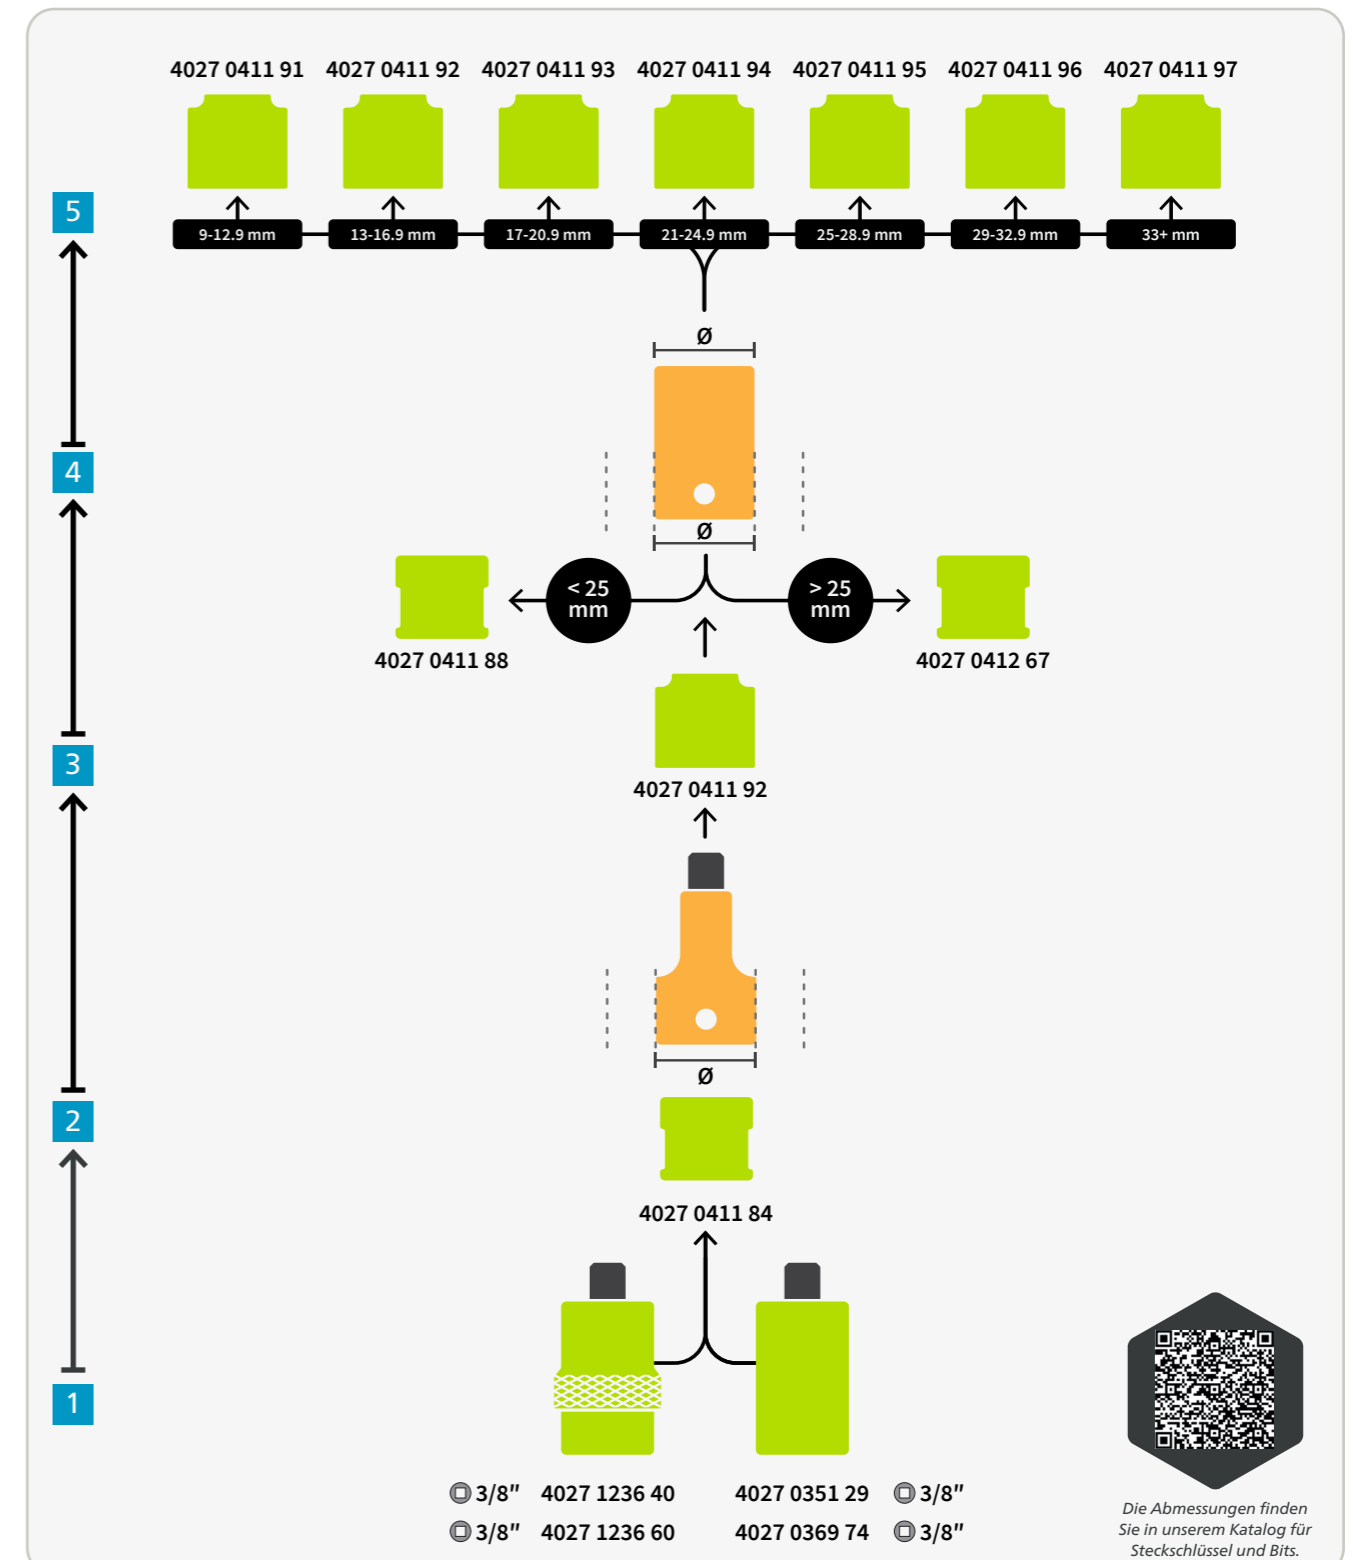 4027 0411 91 4027 0411 92 4027 0411 93 4027 0411 94 4027 0411 95 4027 0411 96 4027 0411 97
5
9-12.9 mm 13-16.9 mm 17-20.9 mm 21-24.9 mm 25-28.9 mm 29-32.9 mm 33+ mm
Ø
4
Ø
< 25
mm
> 25
mm
4027 0411 88
4027 0412 67
3
4027 0411 92
Ø
2
4027 0411 84
1
3/8" 4027 1236 40 4027 0351 29 3/8"
3/8" 4027 1236 60 4027 0369 74 3/8"
Die Abmessungen finden
Sie in unserem Katalog für
Steckschlüssel und Bits.